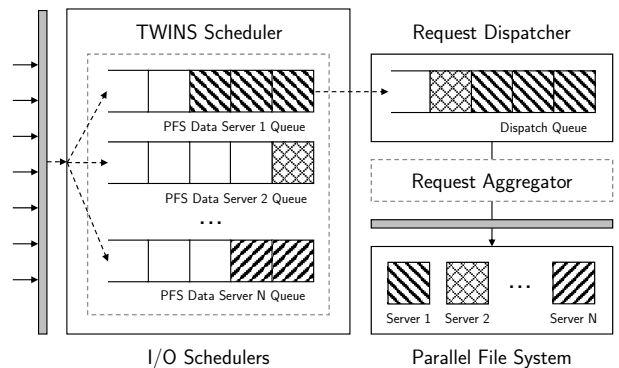 TWINS Scheduler
PFS Data Server 1 Queue
PFS Data Server 2 Queue
...
PFS Data Server N Queue
I/O Schedulers
Request Dispatcher
Dispatch Queue
Request Aggregator
...
Server 1 Server 2 Server N
Parallel File System